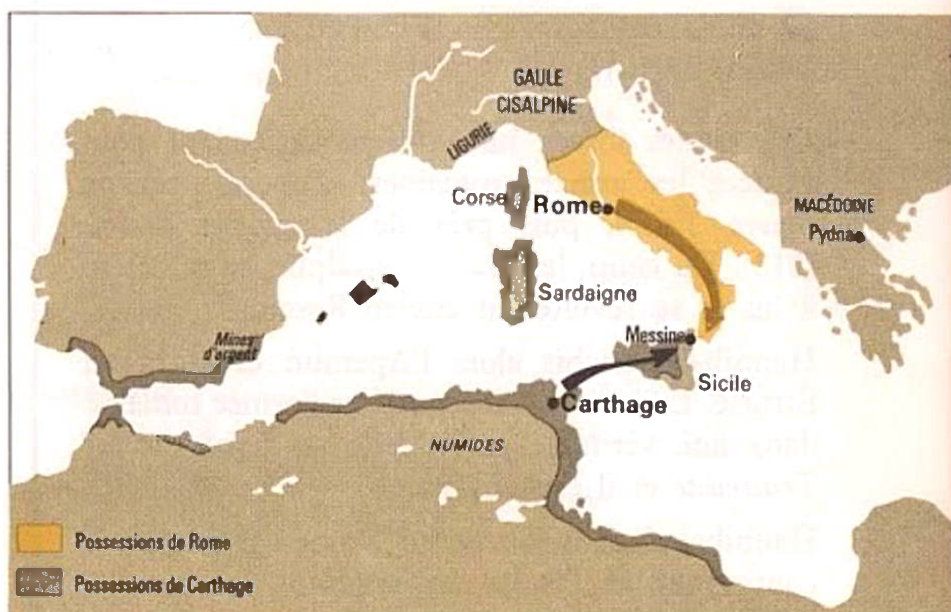 GAULE
CISALPINE
LIGURIE
Corse
Rome
MACÉDOINE
Pydna
Sardaigne
Mines
d'argent
Messine
Sicile
Carthage
NUMIDES
Possessions de Rome
Possessions de Carthage